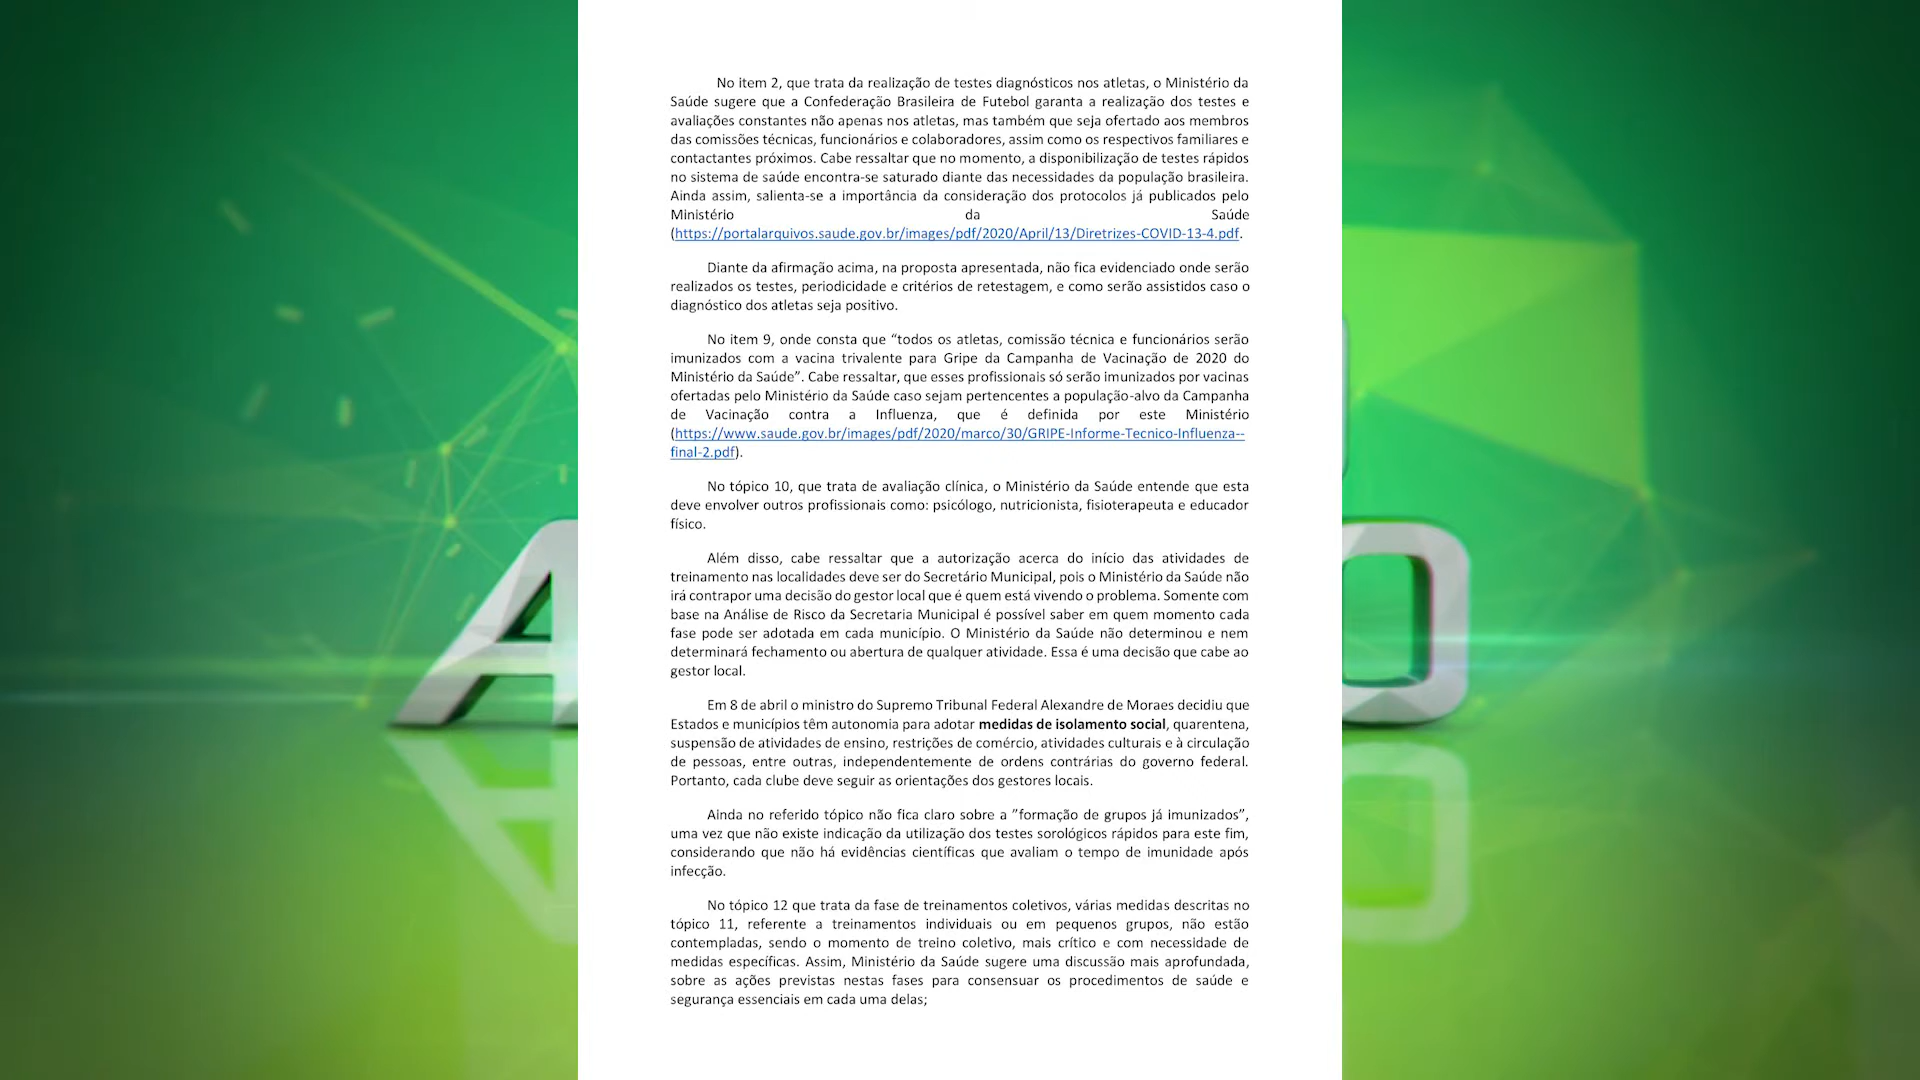 No item 2, que trata da realização de testes diagnósticos nos atletas, o Ministério da
Saúde sugere que a Confederação Brasileira de Futebol garanta a realização dos testes e
avaliações constantes não apenas nos atletas, mas também que seja ofertado aos membros
das comissões técnicas, funcionários e colaboradores, assim como os respectivos familiares e
contactantes próximos. Cabe ressaltar que no momento, a disponibilização de testes rápidos
no sistema de saúde encontra-se saturado diante das necessidades da população brasileira.
Ainda assim, salienta-se a importância da consideração dos protocolos já publicados pelo
Ministério da Saúde
(https://portalarquivos.saude.gov.br/images/pdf/2020/April/13/Diretrizes-COVID-13-4.pdf.
Diante da afirmação acima, na proposta apresentada, não fica evidenciado onde serão
realizados os testes, periodicidade e critérios de retestagem, e como serão assistidos caso o
diagnóstico dos atletas seja positivo.
No item 9, onde consta que “todos os atletas, comissão técnica e funcionários serão
imunizados com a vacina trivalente para Gripe da Campanha de Vacinação de 2020 do
Ministério da Saúde”. Cabe ressaltar, que esses profissionais só serão imunizados por vacinas
ofertadas pelo Ministério da Saúde caso sejam pertencentes a população-alvo da Campanha
de Vacinação contra a Influenza, que é definida por este Ministério
(https://www.saude.gov.br/images/pdf/2020/marco/30/GRIPE-Informe-Tecnico-Influenza--
final-2.pdf).
No tópico 10, que trata de avaliação clínica, o Ministério da Saúde entende que esta
deve envolver outros profissionais como: psicólogo, nutricionista, fisioterapeuta e educador
físico.
Além disso, cabe ressaltar que a autorização acerca do início das atividades de
treinamento nas localidades deve ser do Secretário Municipal, pois o Ministério da Saúde não
irá contrapor uma decisão do gestor local que é quem está vivendo o problema. Somente com
base na Análise de Risco da Secretaria Municipal é possível saber em quem momento cada
fase pode ser adotada em cada município. O Ministério da Saúde não determinou e nem
determinará fechamento ou abertura de qualquer atividade. Essa é uma decisão que cabe ao
gestor local.
Em 8 de abril o ministro do Supremo Tribunal Federal Alexandre de Moraes decidiu que
Estados e municípios têm autonomia para adotar medidas de isolamento social, quarentena,
suspensão de atividades de ensino, restrições de comércio, atividades culturais e à circulação
de pessoas, entre outras, independentemente de ordens contrárias do governo federal.
Portanto, cada clube deve seguir as orientações dos gestores locais.
Ainda no referido tópico não fica claro sobre a ”formação de grupos já imunizados”,
uma vez que não existe indicação da utilização dos testes sorológicos rápidos para este fim,
considerando que não há evidências científicas que avaliam o tempo de imunidade após
infecção.
No tópico 12 que trata da fase de treinamentos coletivos, várias medidas descritas no
tópico 11, referente a treinamentos individuais ou em pequenos grupos, não estão
contempladas, sendo o momento de treino coletivo, mais crítico e com necessidade de
medidas específicas. Assim, Ministério da Saúde sugere uma discussão mais aprofundada,
sobre as ações previstas nestas fases para consensuar os procedimentos de saúde e
segurança essenciais em cada uma delas;